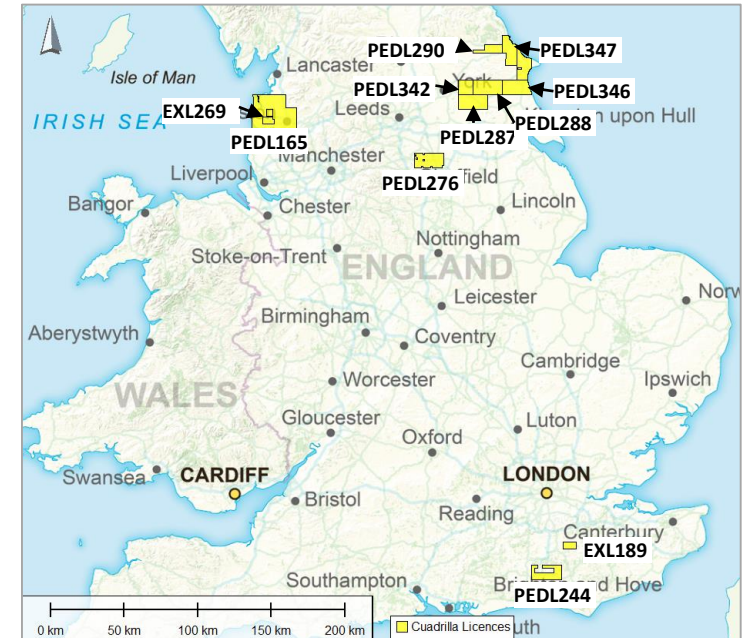 PEDL290
PEDL347
Lancaster
Isle of Man
York
PEDL342
PEDL346
EXL269
Leeds
upon Hull
IRISH SEA
PEDL288
PEDL287
PEDL165
Manchester
Liverpool
PEDL276
Bangor
Lincoln
Chester
Nottingham
Stoke-on-Trent
ENGLAND
Leicester
Norw
Birmingham
Aberystwyth
Coventry
Cambridge
Worcester
Ipswich
WALES
Gloucester
Luton
Oxford
Swansea
CARDIFF
LONDON
Bristol
Reading
Canterbury
EXL189
Southampton
and Hove
PEDL244
0 km 50 km 100 km 150 km 200 km
Cuadrilla Licences
uth